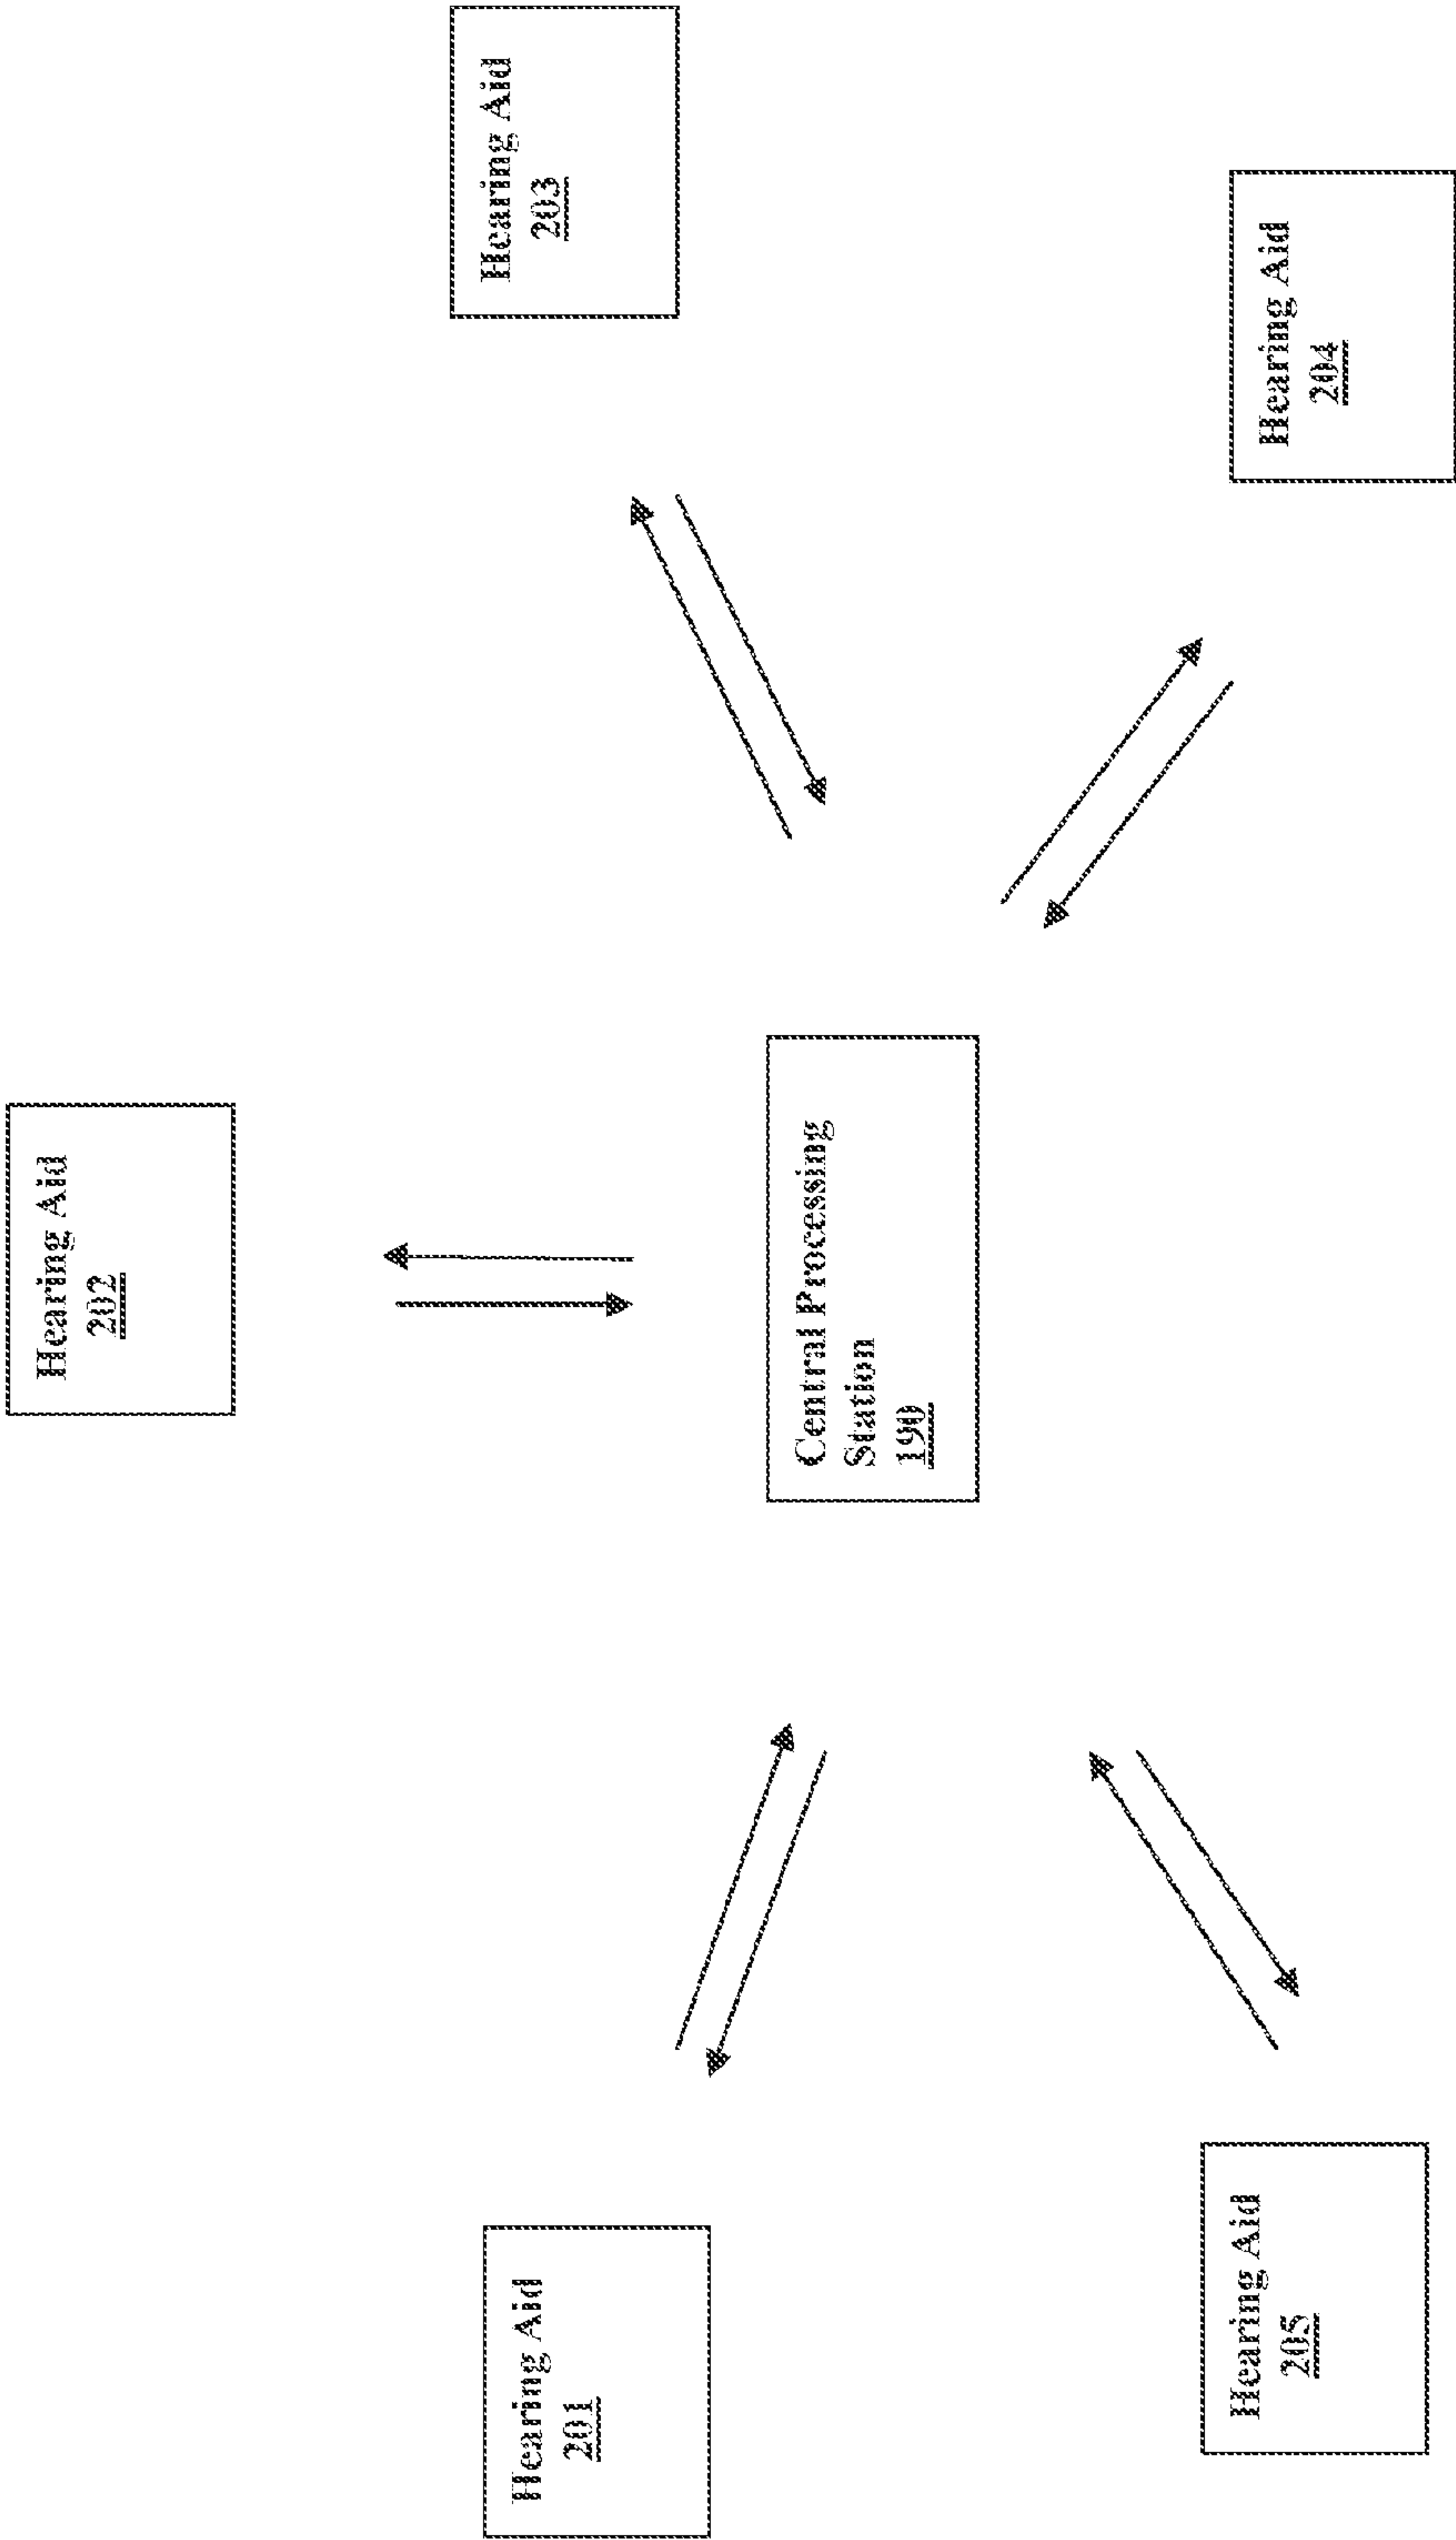 Hearing Aid
202
Hearing Aid
201
Hearing Aid
203
Central Processing
Station
190
Hearing Aid
205
Hearing Aid
204